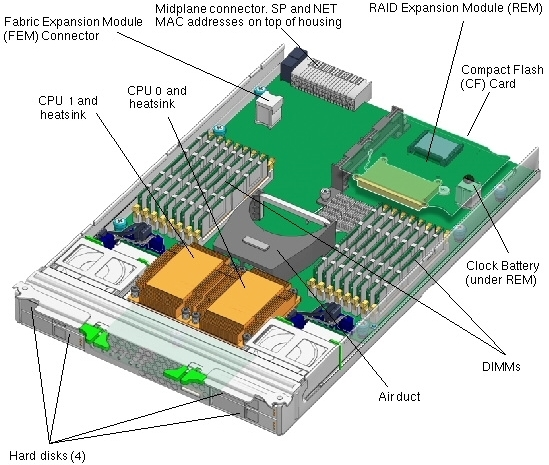 Fabric Expansion Module
(FEM) Connector
Midplane connector. SP and NET
MAC addresses on top of housing
RAID Expansion Module (REM)
Compact Flash
(CF) Card
CPU 1 and
heatsink
CPU 0 and
heatsink
Clock Battery
(under REM)
DIMMs
Air duct
Hard disks (4)